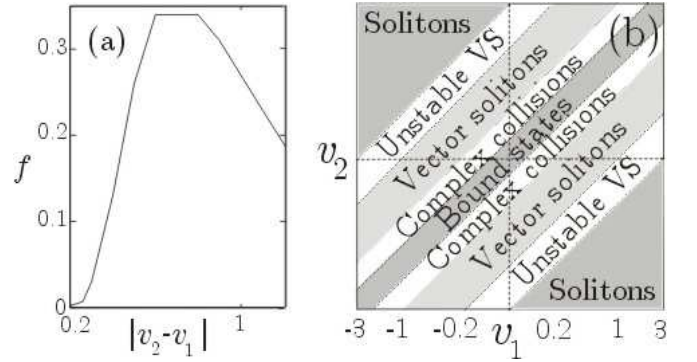 (a)
0.3
0.2
0.1
0
f
0.2
1
|v₂-v₁|
(b)
Solitons
Unstable VS
Vector solitons
Complex collisions
Bound states
Complex collisions
Vector solitons
Unstable VS
Solitons
v₂
-3
-1
-0.2
0.2
1
3
v₁